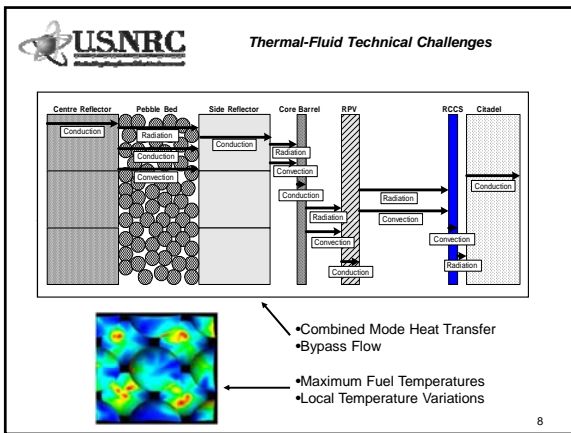 U.S.NRC
Thermal-Fluid Technical Challenges
Centre Reflector Pebble Bed Side Reflector Core Barrel RPV RCCS Citadel
Conduction
Radiation
Conduction
Convection
Conduction
Radiation
Convection
Conduction
Radiation
Convection
Conduction
Radiation
Convection
Convection
Radiation
Conduction
•Combined Mode Heat Transfer
•Bypass Flow
•Maximum Fuel Temperatures
•Local Temperature Variations
8